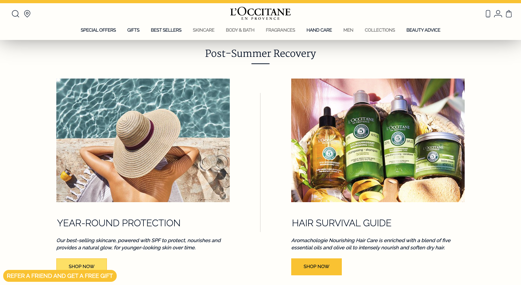 L'OCCITANE
EN PROVENCE
SPECIAL OFFERS GIFTS BEST SELLERS SKINCARE BODY & BATH FRAGRANCES HAND CARE MEN COLLECTIONS BEAUTY ADVICE
Post-Summer Recovery
L'OCCITANE
YEAR-ROUND PROTECTION
Our best-selling skincare, powered with SPF to protect, nourishes and
provides a natural glow, for younger-looking skin over time.
SHOP NOW
HAIR SURVIVAL GUIDE
Aromachologie Nourishing Hair Care is enriched with a blend of five
essential oils and olive oil to intensely nourish and soften dry hair.
SHOP NOW
REFER A FRIEND AND GET A FREE GIFT